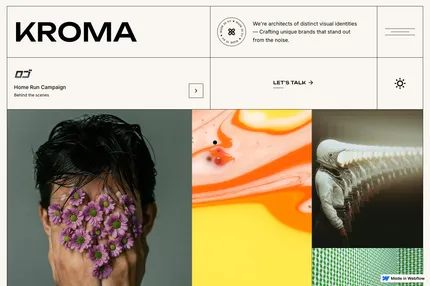 KROMA
We're architects of distinct visual identities
— Crafting unique brands that stand out
from the noise.
ロゴ
Home Run Campaign
Behind the scenes
LET'S TALK →
Made in Webflow